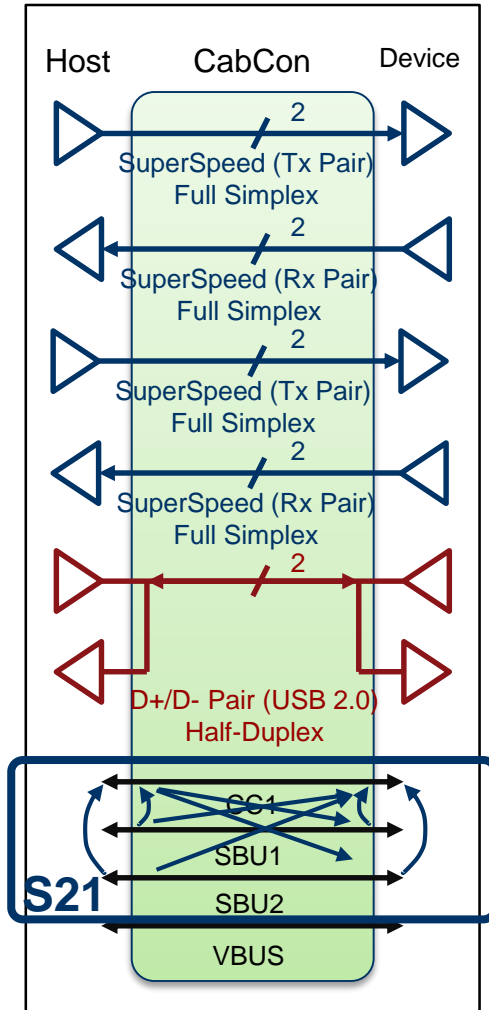 Host CabCon Device
2
SuperSpeed (Tx Pair)
Full Simplex
2
SuperSpeed (Rx Pair)
Full Simplex
2
SuperSpeed (Tx Pair)
Full Simplex
2
SuperSpeed (Rx Pair)
Full Simplex
2
D+/D- Pair (USB 2.0)
Half-Duplex
CC1
SBU1
S21
SBU2
VBUS